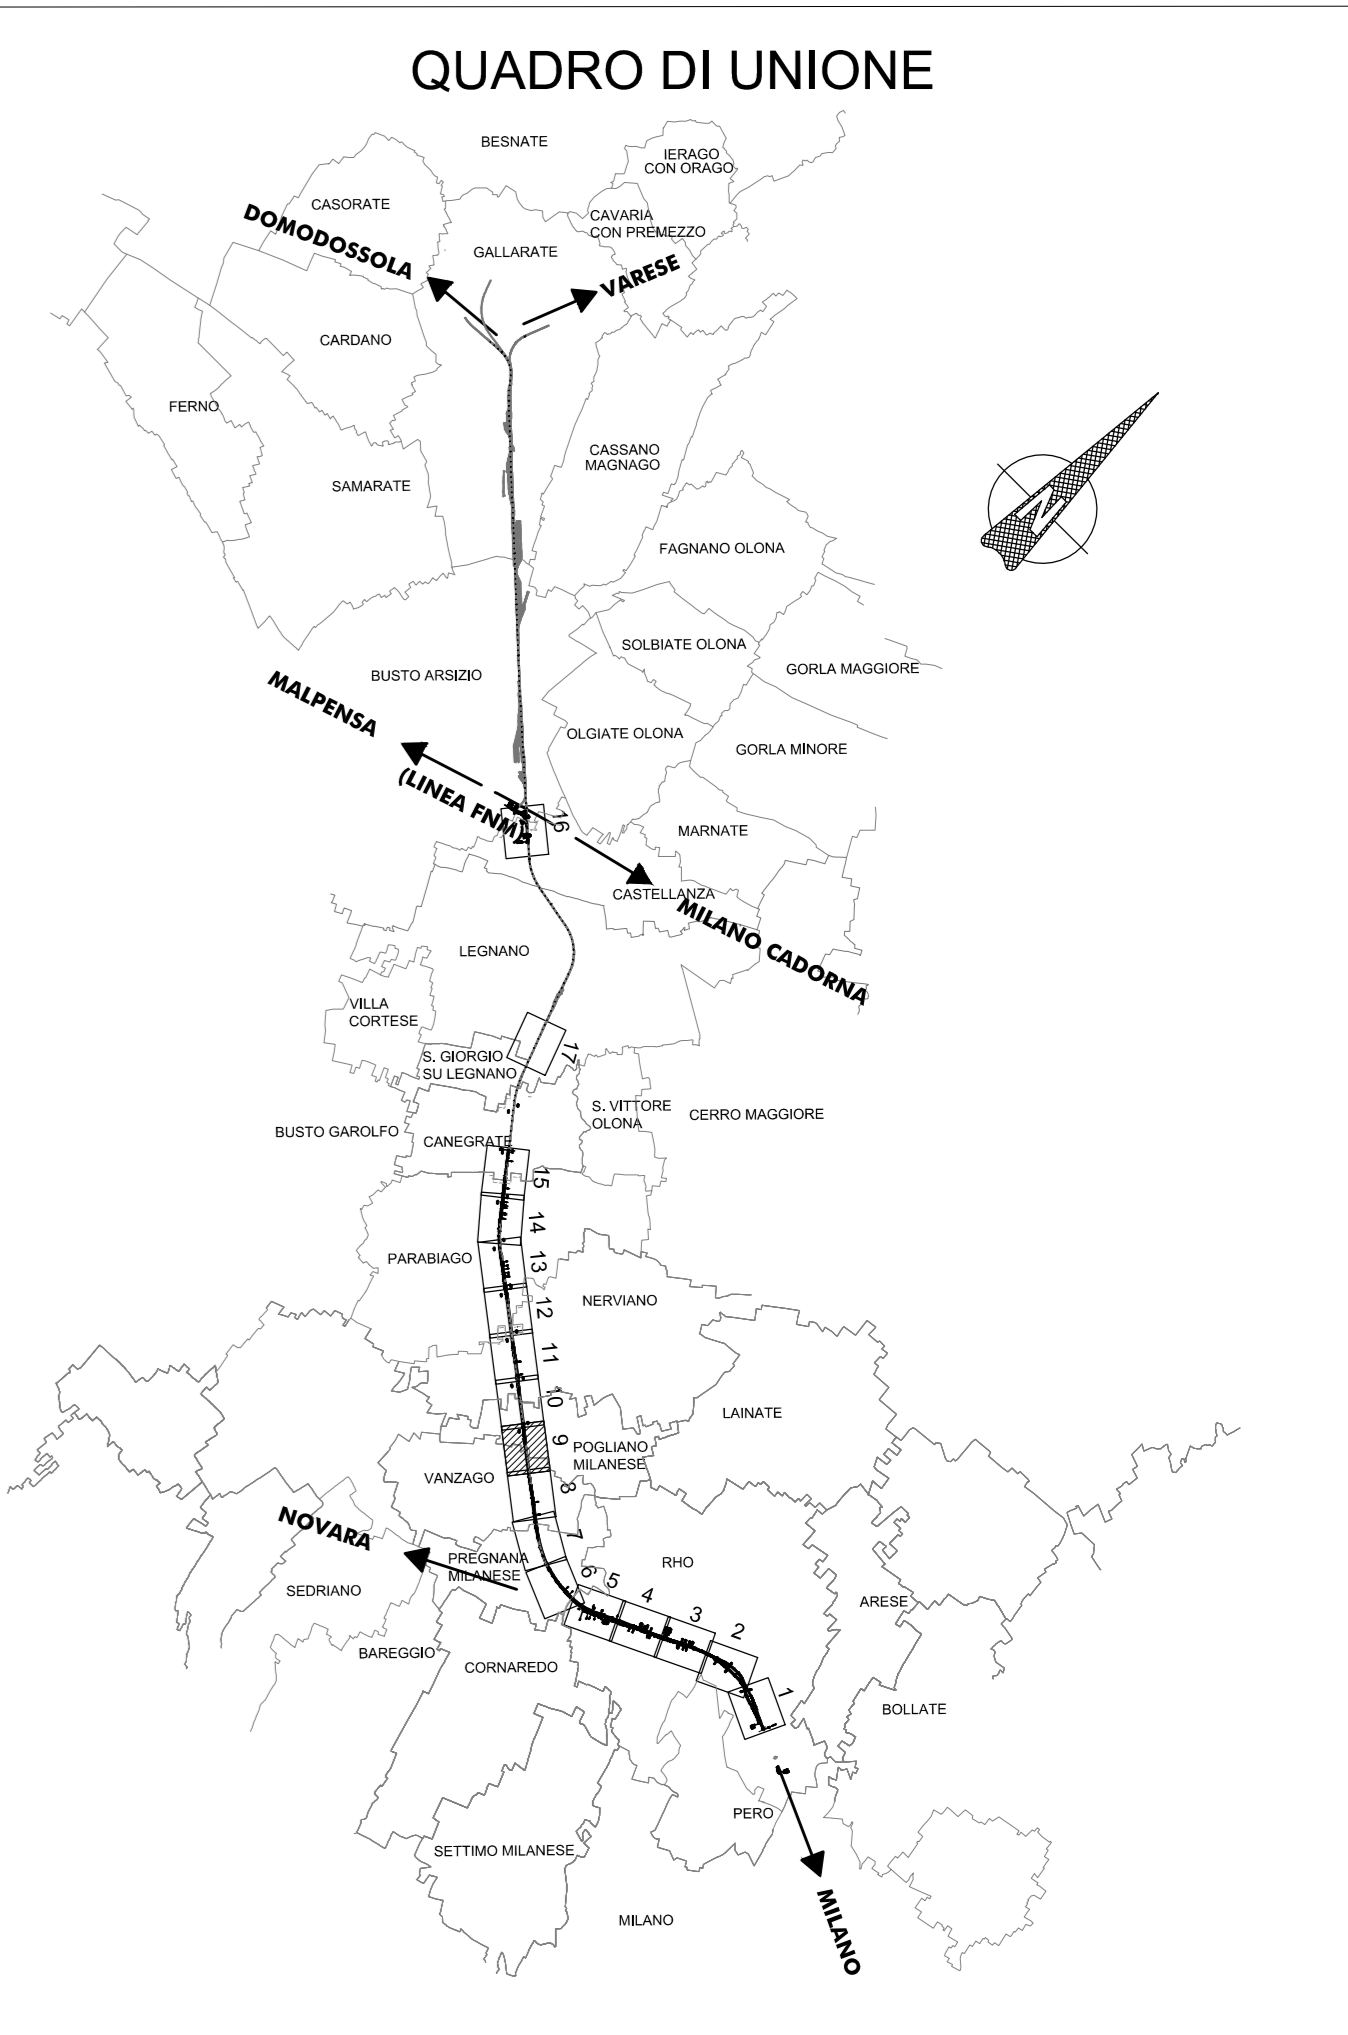 QUADRO DI UNIONE
BESNATE
IERAGO
CON ORAGO
CASORATE
DOMODOSSOLA
CAVARIA
CON PREMEZZO
GALLARATE
VARESE
CARDANO
FERNO
CASSANO
MAGNAGO
SAMARATE
N
FAGNANO OLONA
SOLBIATE OLONA
GORLA MAGGIORE
BUSTO ARSIZIO
MALPENSA
OLGIATE OLONA
GORLA MINORE
(LINEA FNM)
16
MARNATE
CASTELLANZA
MILANO CADORNA
LEGNANO
VILLA
CORTESE
17
S. GIORGIO
SU LEGNANO
S. VITTORE
OLONA
CERRO MAGGIORE
BUSTO GAROLFO
CANEGRATE
15
14
PARABIAGO
13
NERVIANO
12
11
10
LAINATE
9
POGLIANO
MILANESE
VANZAGO
8
NOVARA
7
PREGNANA
MILANESE
RHO
SEDRIANO
6
5
4
3
2
ARESE
BAREGGIO
CORNAREDO
1
BOLLATE
PERO
SETTIMO MILANESE
MILANO
MILANO